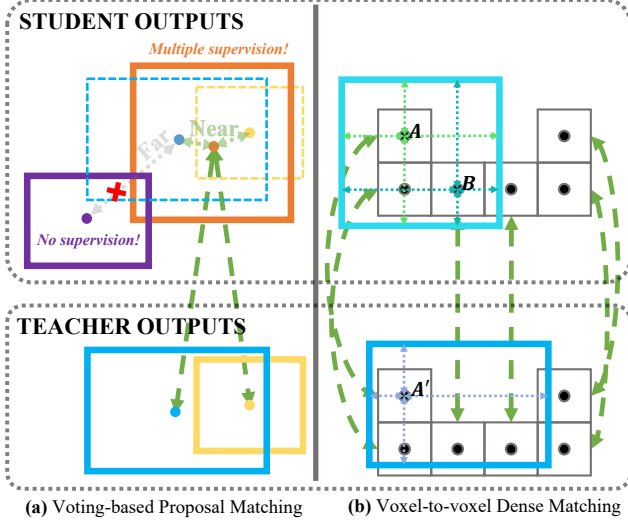 STUDENT OUTPUTS
Multiple supervision!
Far
Near
No supervision!
A
B
TEACHER OUTPUTS
A′
(a) Voting-based Proposal Matching
(b) Voxel-to-voxel Dense Matching